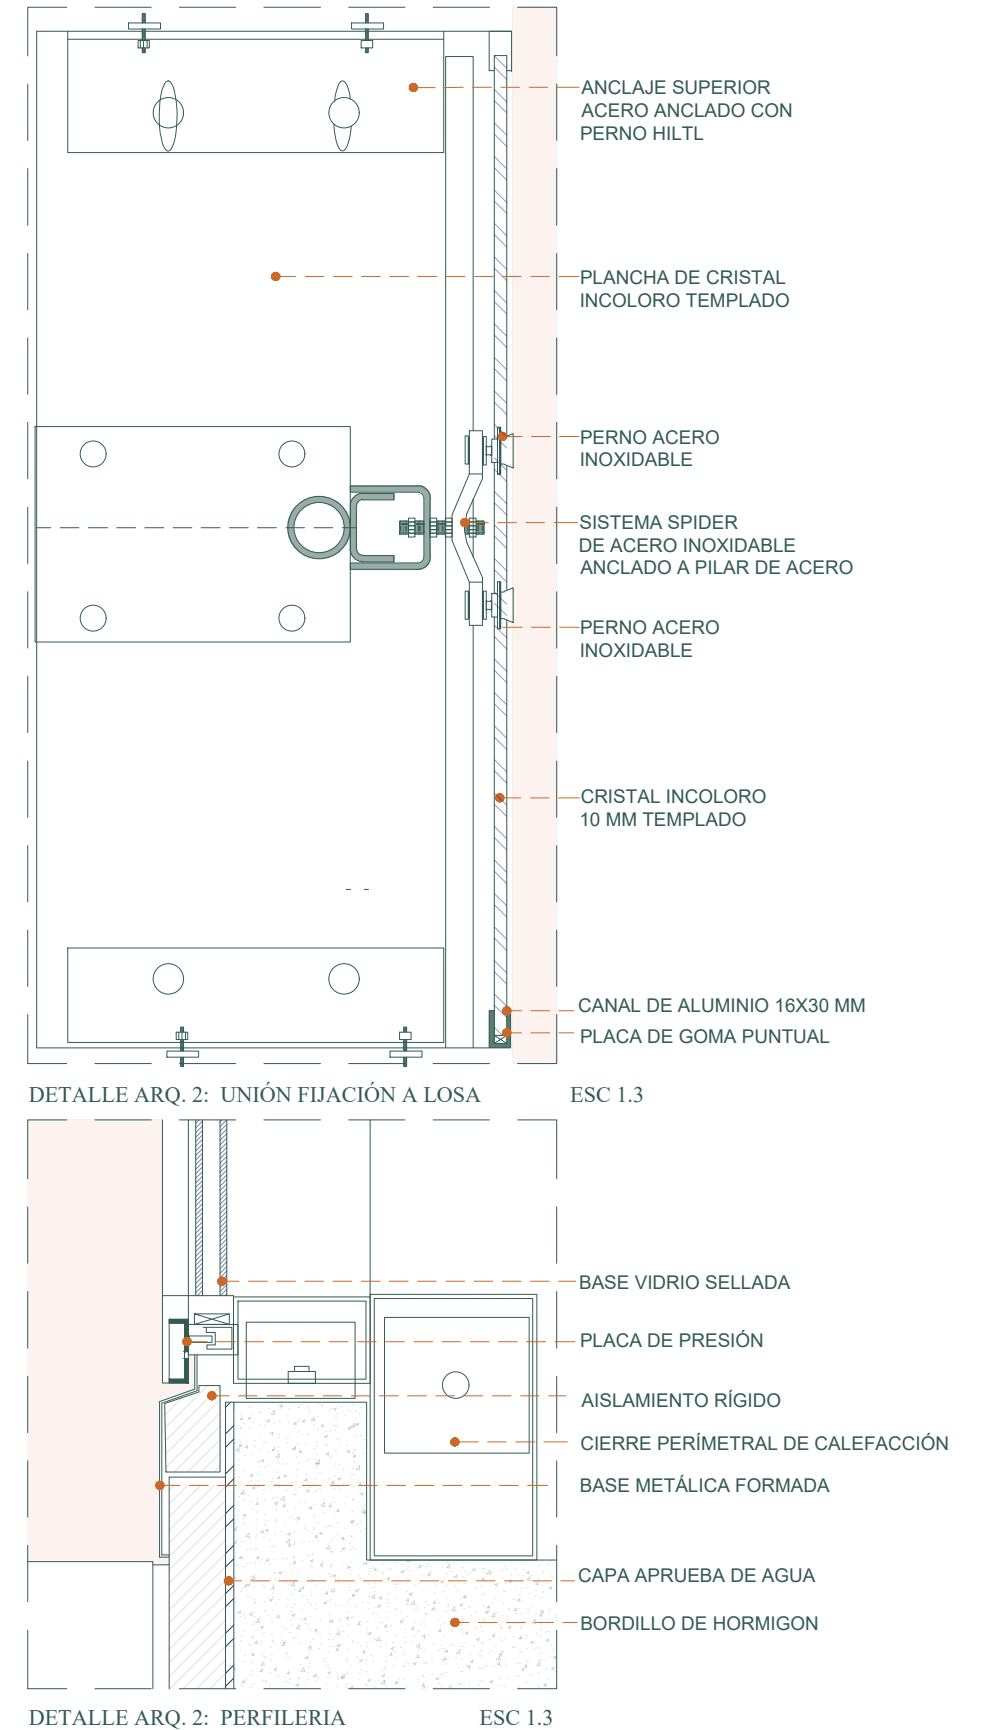 ANCLAJE SUPERIOR
ACERO ANCLADO CON
PERNO HILTL
PLANCHA DE CRISTAL
INCOLORO TEMPLADO
PERNO ACERO
INOXIDABLE
SISTEMA SPIDER
DE ACERO INOXIDABLE
ANCLADO A PILAR DE ACERO
PERNO ACERO
INOXIDABLE
CRISTAL INCOLORO
10 MM TEMPLADO
CANAL DE ALUMINIO 16X30 MM
PLACA DE GOMA PUNTUAL
DETALLE ARQ. 2: UNIÓN FIJACIÓN A LOSA ESC 1.3
BASE VIDRIO SELLADA
PLACA DE PRESIÓN
AISLAMIENTO RÍGIDO
CIERRE PERÍMETRAL DE CALEFACCIÓN
BASE METÁLICA FORMADA
CAPA APRUEBA DE AGUA
BORDILLO DE HORMIGON
DETALLE ARQ. 2: PERFILERIA ESC 1.3